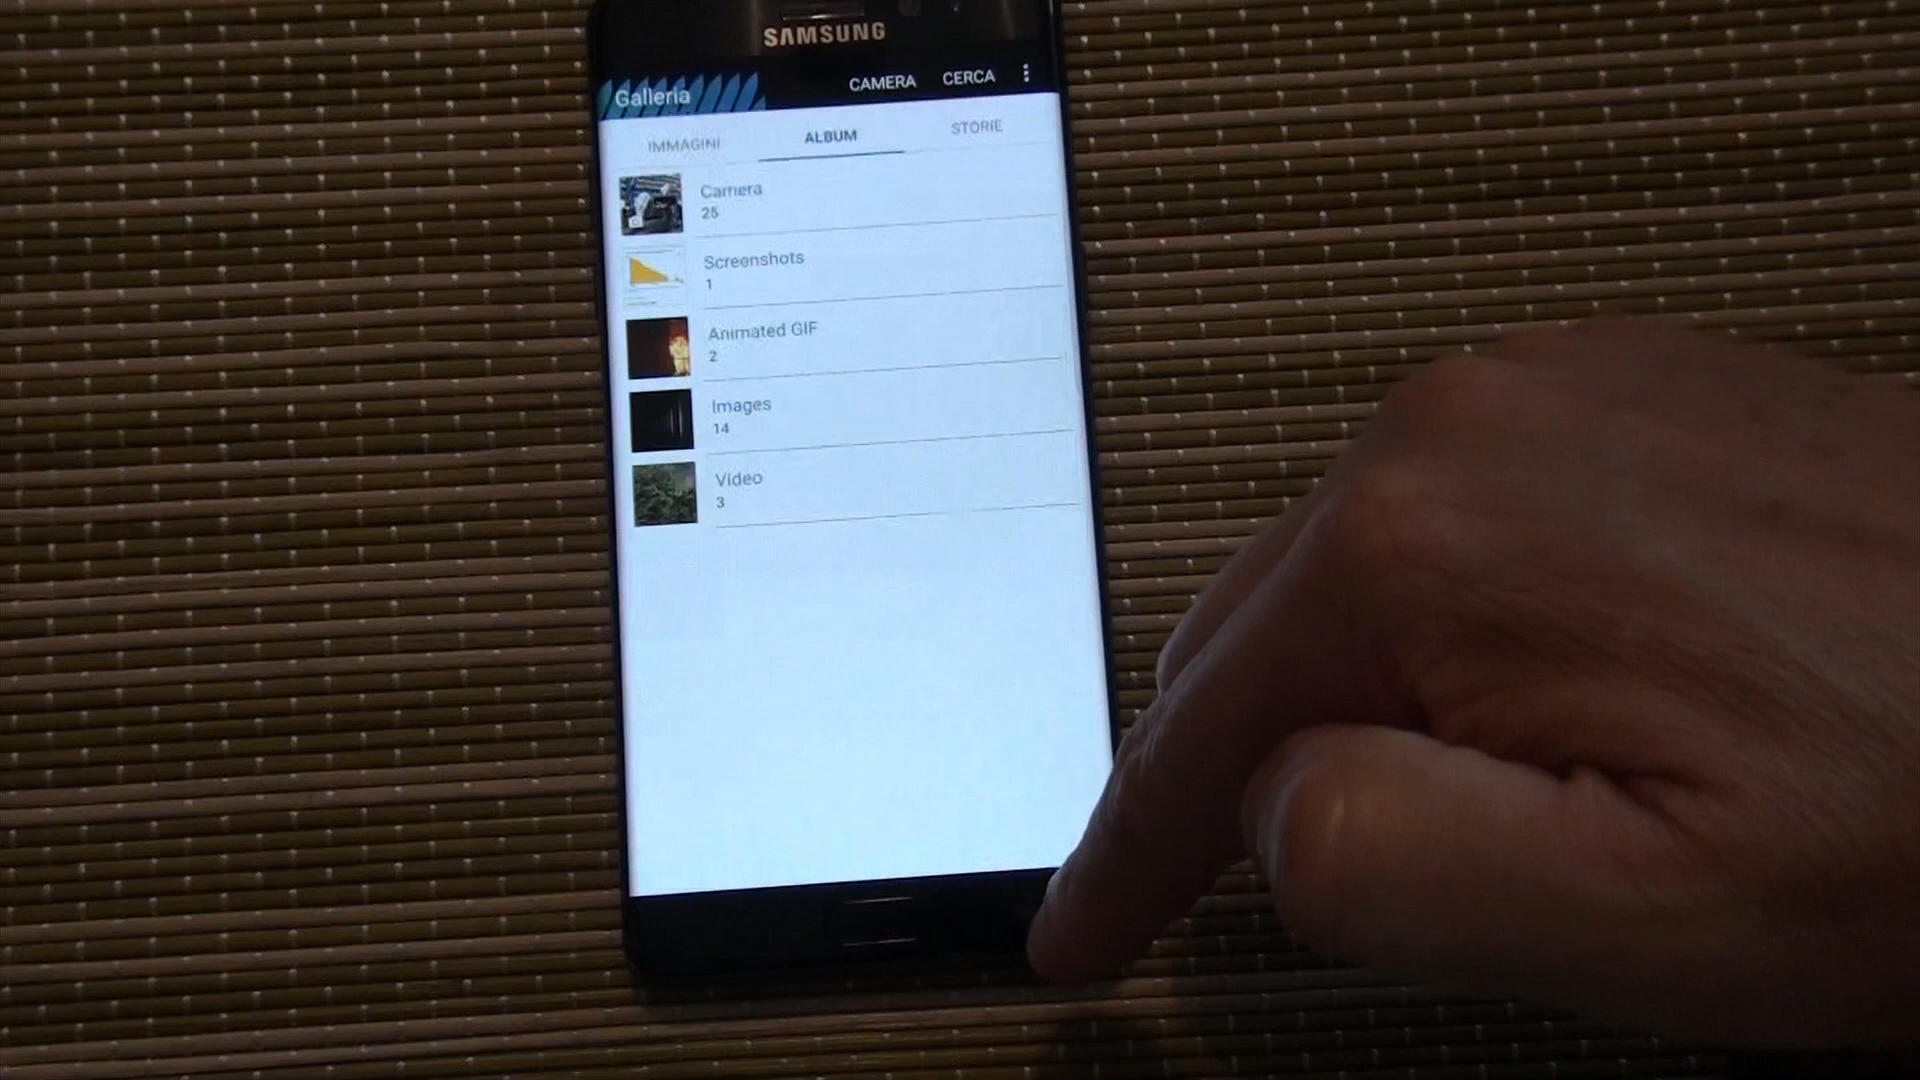 SAMSUNG
Galleria
CAMERA
CERCA
IMMAGINI
ALBUM
STORIE
Camera
25
Screenshots
1
Animated GIF
2
Images
14
Video
3